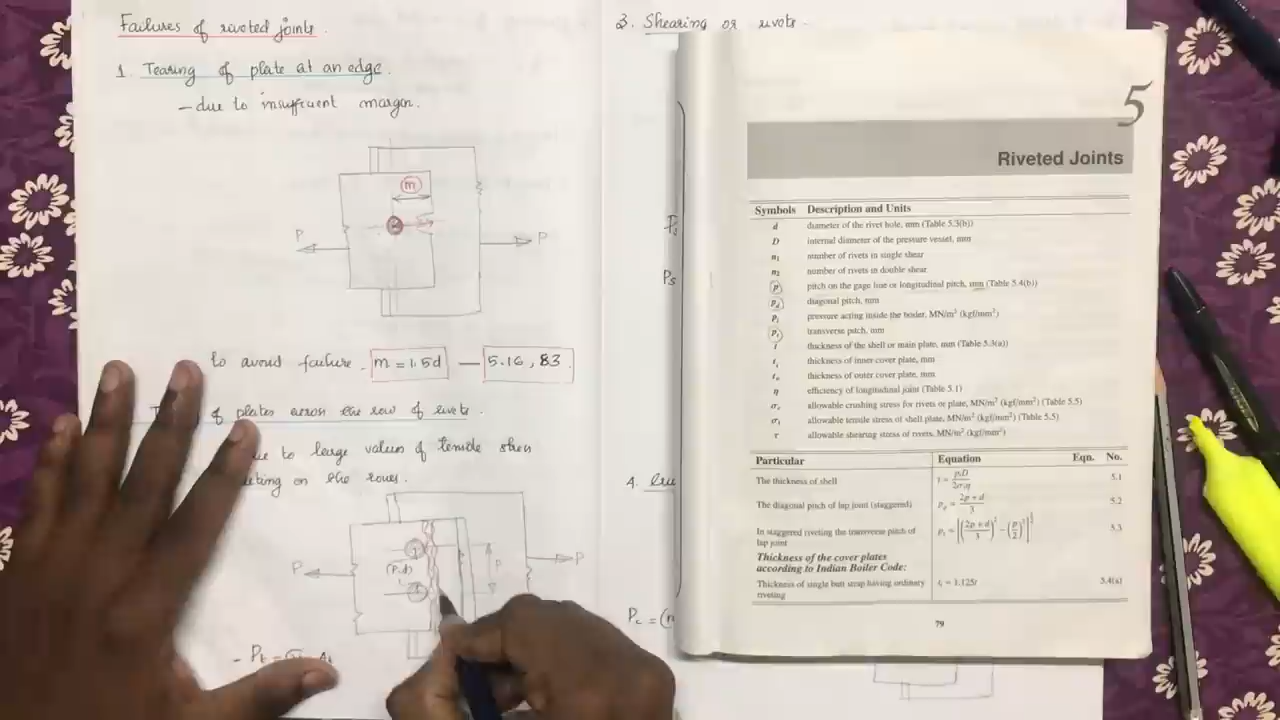 Failures of riveted joints.
1. Tearing of plate at an edge.
- due to insufficient margin.
m
P
P
to avoid failure. m = 1.5d — 5.16, 83
of plates across the row of rivets.
to large values of tensile stress
on the rows.
P
1
(P-d)
2
P
P
- Pt =
3. Shearing of rivets.
Ps
4.
Pc =
5
Riveted Joints
Symbols Description and Units
d diameter of the rivet hole, mm (Table 5.3(b))
D internal diameter of the pressure vessel, mm
n₁ number of rivets in single shear
n₂ number of rivets in double shear
p pitch on the gage line or longitudinal pitch, mm (Table 5.4(b))
p_d diagonal pitch, mm
p_i pressure acting inside the boiler, MN/m² (kgf/mm²)
p_t transverse pitch, mm
t thickness of the shell or main plate, mm (Table 5.3(a))
t_i thickness of inner cover plate, mm
t_o thickness of outer cover plate, mm
η efficiency of longitudinal joint (Table 5.1)
σ_c allowable crushing stress for rivets or plate, MN/m² (kgf/mm²) (Table 5.5)
σ_t allowable tensile stress of shell plate, MN/m² (kgf/mm²) (Table 5.5)
τ allowable shearing stress of rivets, MN/m² (kgf/mm²)
Particular Equation Eqn. No.
The thickness of shell 5.1
The diagonal pitch of lap joint (staggered) p_d = (2p + d)/3 5.2
In staggered riveting the transverse pitch of 5.3
lap joint
Thickness of the cover plates
according to Indian Boiler Code:
Thickness of single butt strap having ordinary = 1.125t 5.4(a)
riveting
79